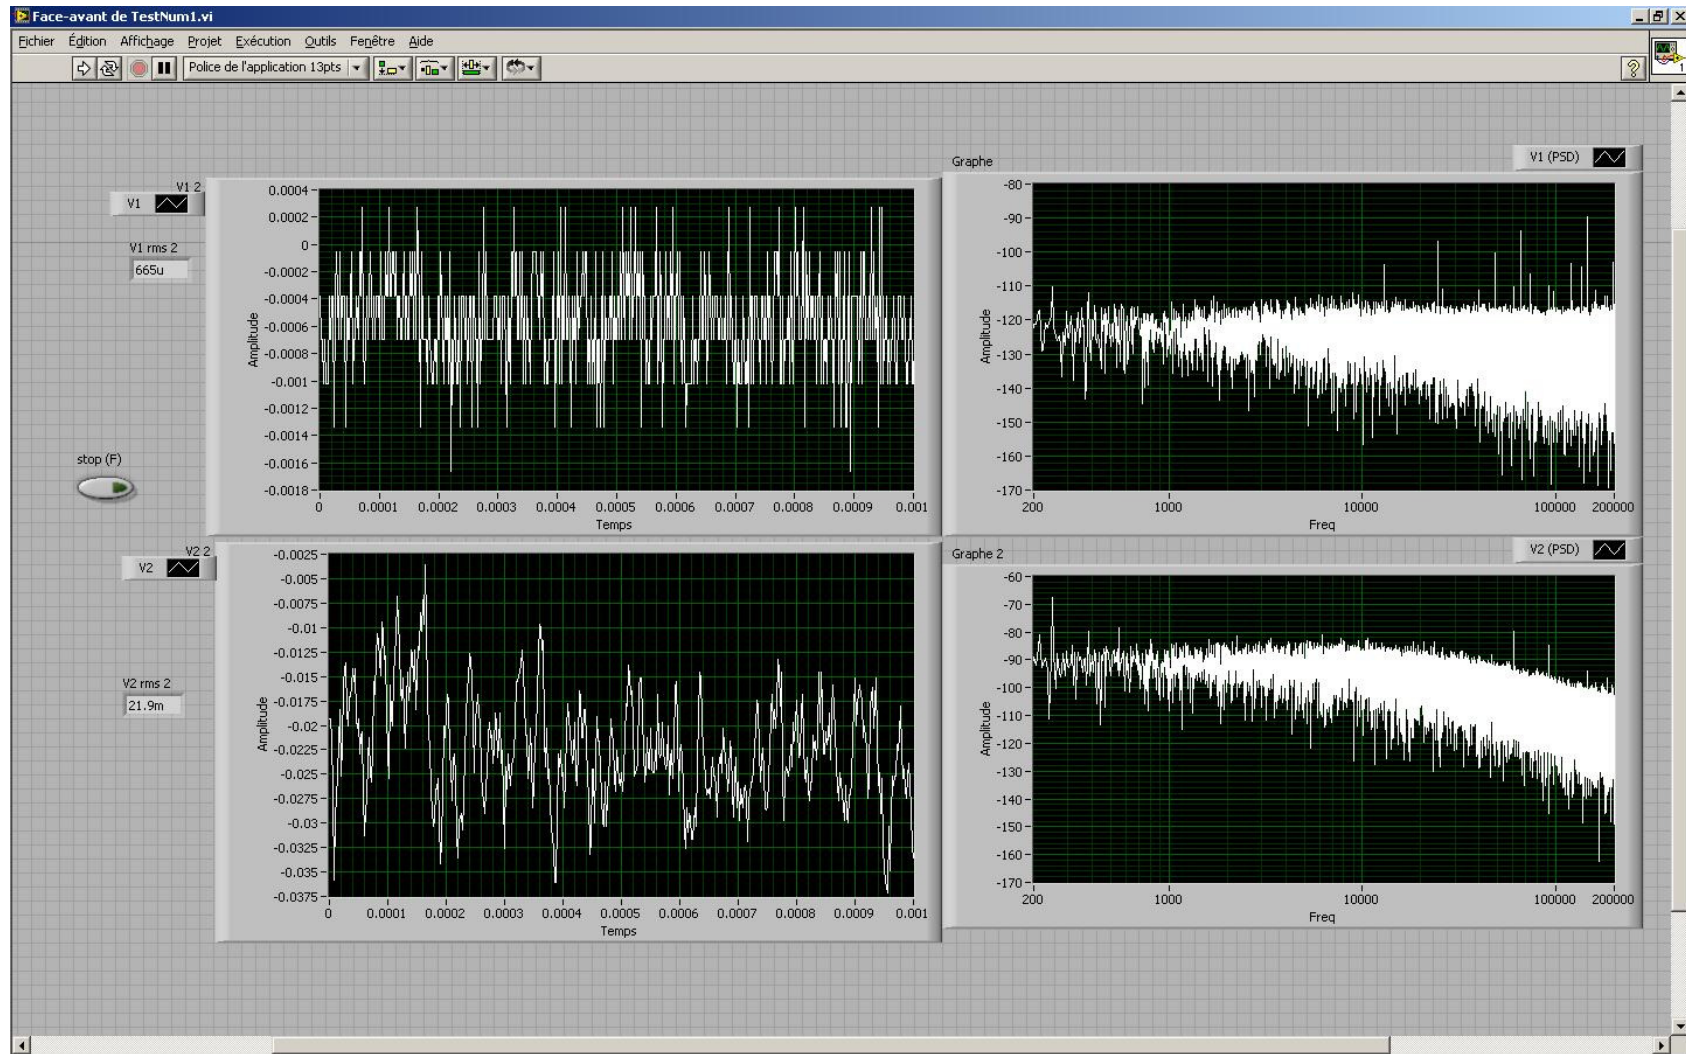 Face-avant de TestNum1.vi
Fichier Édition Affichage Projet Exécution Outils Fenêtre Aide
Police de l'application 13pts
1
V1 2
V1
V1 rms 2
665u
0.0004
0.0002
0
-0.0002
-0.0004
-0.0006
-0.0008
-0.001
-0.0012
-0.0014
-0.0016
-0.0018
Amplitude
0 0.0001 0.0002 0.0003 0.0004 0.0005 0.0006 0.0007 0.0008 0.0009 0.001
Temps
Graphe
V1 (PSD)
-80
-90
-100
-110
-120
-130
-140
-150
-160
-170
Amplitude
200 1000 10000 100000 200000
Freq
stop (F)
V2 2
V2
V2 rms 2
21.9m
-0.0025
-0.005
-0.0075
-0.01
-0.0125
-0.015
-0.0175
-0.02
-0.0225
-0.025
-0.0275
-0.03
-0.0325
-0.035
-0.0375
Amplitude
0 0.0001 0.0002 0.0003 0.0004 0.0005 0.0006 0.0007 0.0008 0.0009 0.001
Temps
Graphe 2
V2 (PSD)
-60
-70
-80
-90
-100
-110
-120
-130
-140
-150
-160
-170
Amplitude
200 1000 10000 100000 200000
Freq